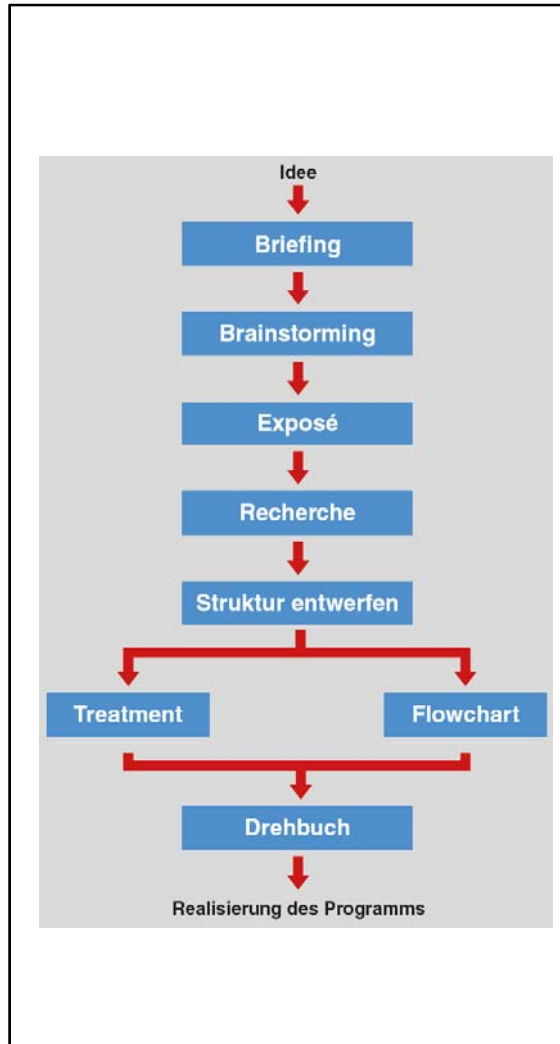 Idee
Briefing
Brainstorming
Exposé
Recherche
Struktur entwerfen
Treatment
Flowchart
Drehbuch
Realisierung des Programms